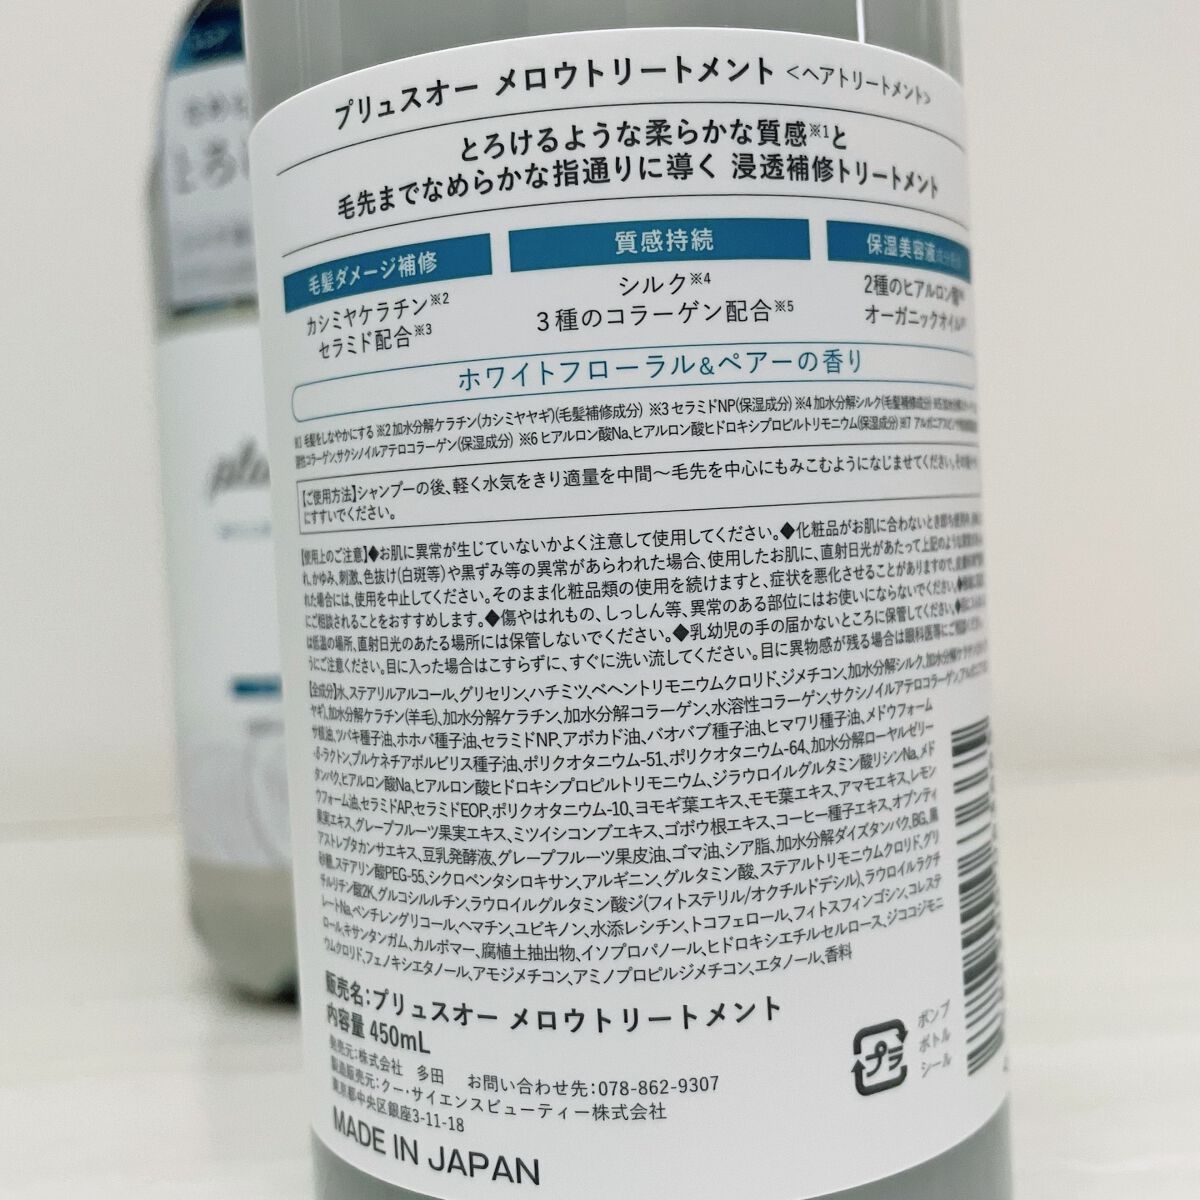 プリュスオー メロウトリートメント <ヘアトリートメント>
とろけるような柔らかな質感※1と
毛先までなめらかな指通りに導く 浸透補修トリートメント
毛髪ダメージ補修
カシミヤケラチン※2
セラミド配合※3
質感持続
シルク※4
3種のコラーゲン配合※5
保湿美容液
2種のヒアルロン酸
オーガニックオイル
ホワイトフローラル&ペアーの香り
※1 毛髪をしなやかにする ※2 加水分解ケラチン(カシミヤヤギ)(毛髪補修成分) ※3 セラミドNP(保湿成分) ※4 加水分解シルク(毛髪補修成分)
コラーゲン,サクシノイルアテロコラーゲン(保湿成分) ※6 ヒアルロン酸Na,ヒアルロン酸ヒドロキシプロピルトリモニウム(保湿成分) ※7
【ご使用方法】シャンプーの後、軽く水気をきり適量を中間~毛先を中心にもみこむようになじませてください。
にすすいでください。
【使用上のご注意】◆お肌に異常が生じていないかよく注意して使用してください。◆化粧品がお肌に合わないとき
れ、かゆみ、刺激、色抜け(白斑等)や黒ずみ等の異常があらわれた場合、使用したお肌に、直射日光があたって上記のような
れた場合には、使用を中止してください。そのまま化粧品類の使用を続けますと、症状を悪化させることがありますので、
にご相談されることをおすすめします。◆傷やはれもの、しっしん等、異常のある部位にはお使いにならないでください。
は低温の場所、直射日光のあたる場所には保管しないでください。◆乳幼児の手の届かないところに保管してください。
うにご注意ください。目に入った場合はこすらずに、すぐに洗い流してください。目に異物感が残る場合は眼科医等にご相談
【全成分】水、ステアリルアルコール、グリセリン、ハチミツ、ベヘントリモニウムクロリド、ジメチコン、加水分解シルク、加水分解ケラチン
ヤギ)、加水分解ケラチン(羊毛)、加水分解ケラチン、加水分解コラーゲン、水溶性コラーゲン、サクシノイルアテロコラーゲン、
サ核油、ツバキ種子油、ホホバ種子油、セラミドNP、アボカド油、バオバブ種子油、ヒマワリ種子油、メドウフォーム
-δ-ラクトン、プルケネチアボルビリス種子油、ポリクオタニウム-51、ポリクオタニウム-64、加水分解ローヤルゼリー
タンパク、ヒアルロン酸Na、ヒアルロン酸ヒドロキシプロピルトリモニウム、ジラウロイルグルタミン酸リシンNa、メド
ウフォーム油、セラミドAP、セラミドEOP、ポリクオタニウム-10、ヨモギ葉エキス、モモ葉エキス、アマモエキス、レモン
果実エキス、グレープフルーツ果実エキス、ミツイシコンブエキス、ゴボウ根エキス、コーヒー種子エキス、オプンティ
アストレプタカンサエキス、豆乳発酵液、グレープフルーツ果皮油、ゴマ油、シア脂、加水分解ダイズタンパク、BG、黒
砂糖、ステアリン酸PEG-55、シクロペンタシロキサン、アルギニン、グルタミン酸、ステアルトリモニウムクロリド、グリ
チルリチン酸2K、グルコシルルチン、ラウロイルグルタミン酸ジ(フィトステリル/オクチルドデシル)、ラウロイルラクチ
レートNa、ペンチレングリコール、ヘマチン、ユビキノン、水添レシチン、トコフェロール、フィトスフィンゴシン、コレステ
ロール、キサンタンガム、カルボマー、腐植土抽出物、イソプロパノール、ヒドロキシエチルセルロース、ジココジモニ
ウムクロリド、フェノキシエタノール、アモジメチコン、アミノプロピルジメチコン、エタノール、香料
販売名:プリュスオー メロウトリートメント
内容量 450mL
発売元:株式会社 多田 お問い合わせ先:078-862-9307
製造販売元:クー・サイエンスビューティー株式会社
東京都中央区銀座3-11-18
MADE IN JAPAN
プラ
ポンプ
ボトル
シール